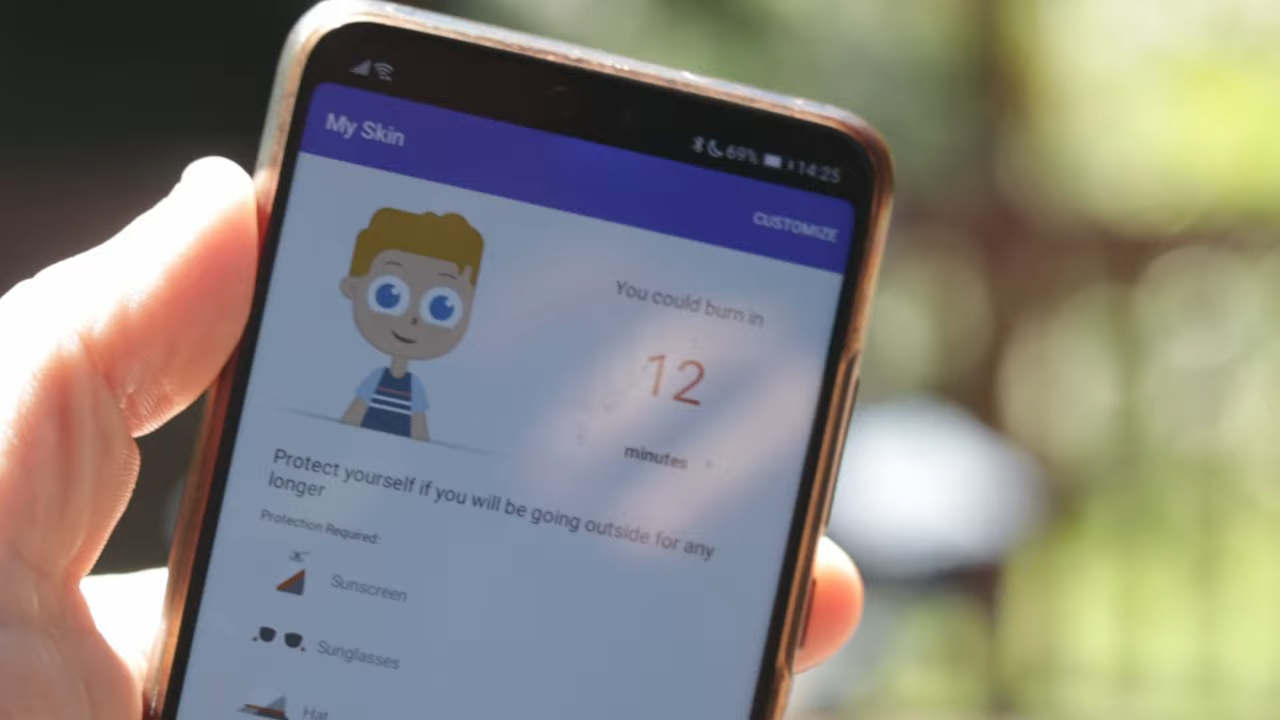 69% 14:25
My Skin
CUSTOMIZE
You could burn in
12
minutes
Protect yourself if you will be going outside for any
longer
Protection Required:
Sunscreen
Sunglasses
Hat